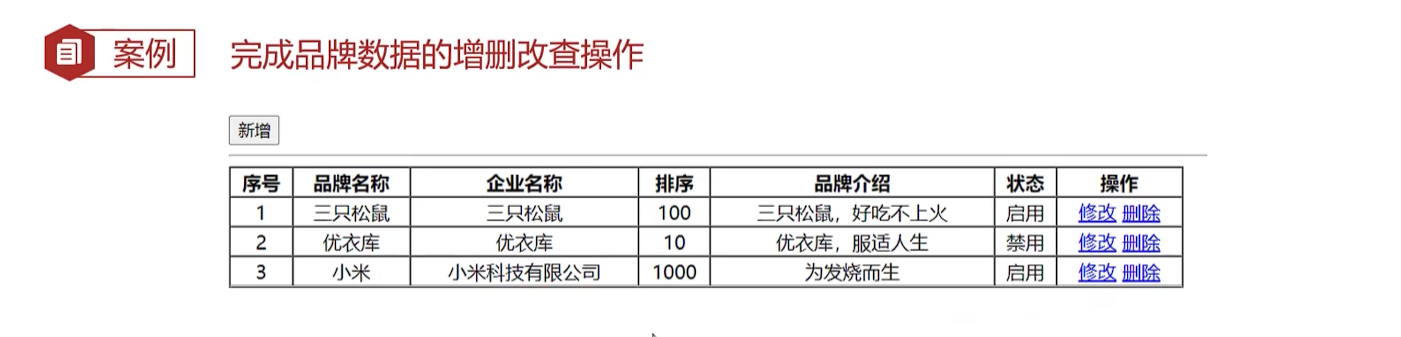 案例 完成品牌数据的增删改查操作
新增
序号 品牌名称 企业名称 排序 品牌介绍 状态 操作
1 三只松鼠 三只松鼠 100 三只松鼠，好吃不上火 启用 修改 删除
2 优衣库 优衣库 10 优衣库，服适人生 禁用 修改 删除
3 小米 小米科技有限公司 1000 为发烧而生 启用 修改 删除